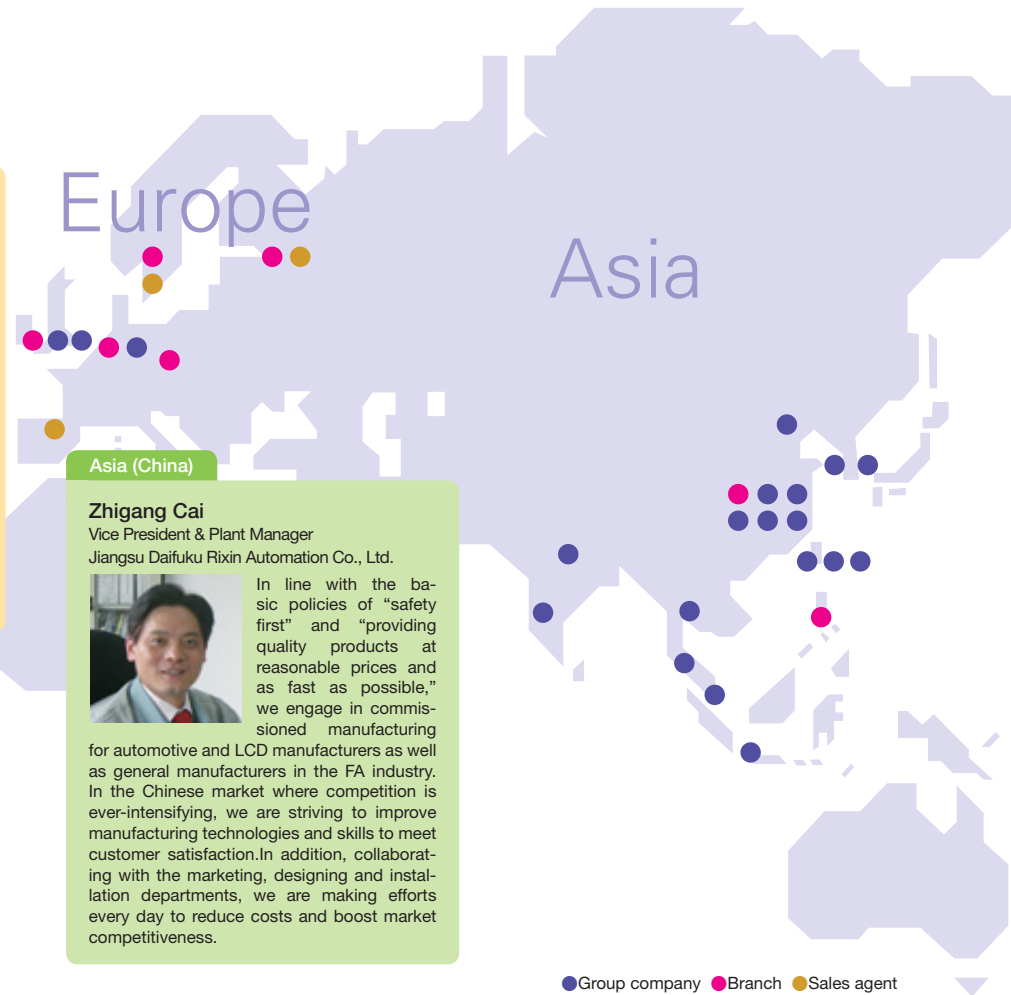 Europe
Asia
Asia (China)
Zhigang Cai
Vice President & Plant Manager
Jiangsu Daifuku Rixin Automation Co., Ltd.
In line with the ba-
sic policies of “safety
first” and “providing
quality products at
reasonable prices and
as fast as possible,”
we engage in commis-
sioned manufacturing
for automotive and LCD manufacturers as well
as general manufacturers in the FA industry.
In the Chinese market where competition is
ever-intensifying, we are striving to improve
manufacturing technologies and skills to meet
customer satisfaction.In addition, collaborat-
ing with the marketing, designing and instal-
lation departments, we are making efforts
every day to reduce costs and boost market
competitiveness.
Group company Branch Sales agent